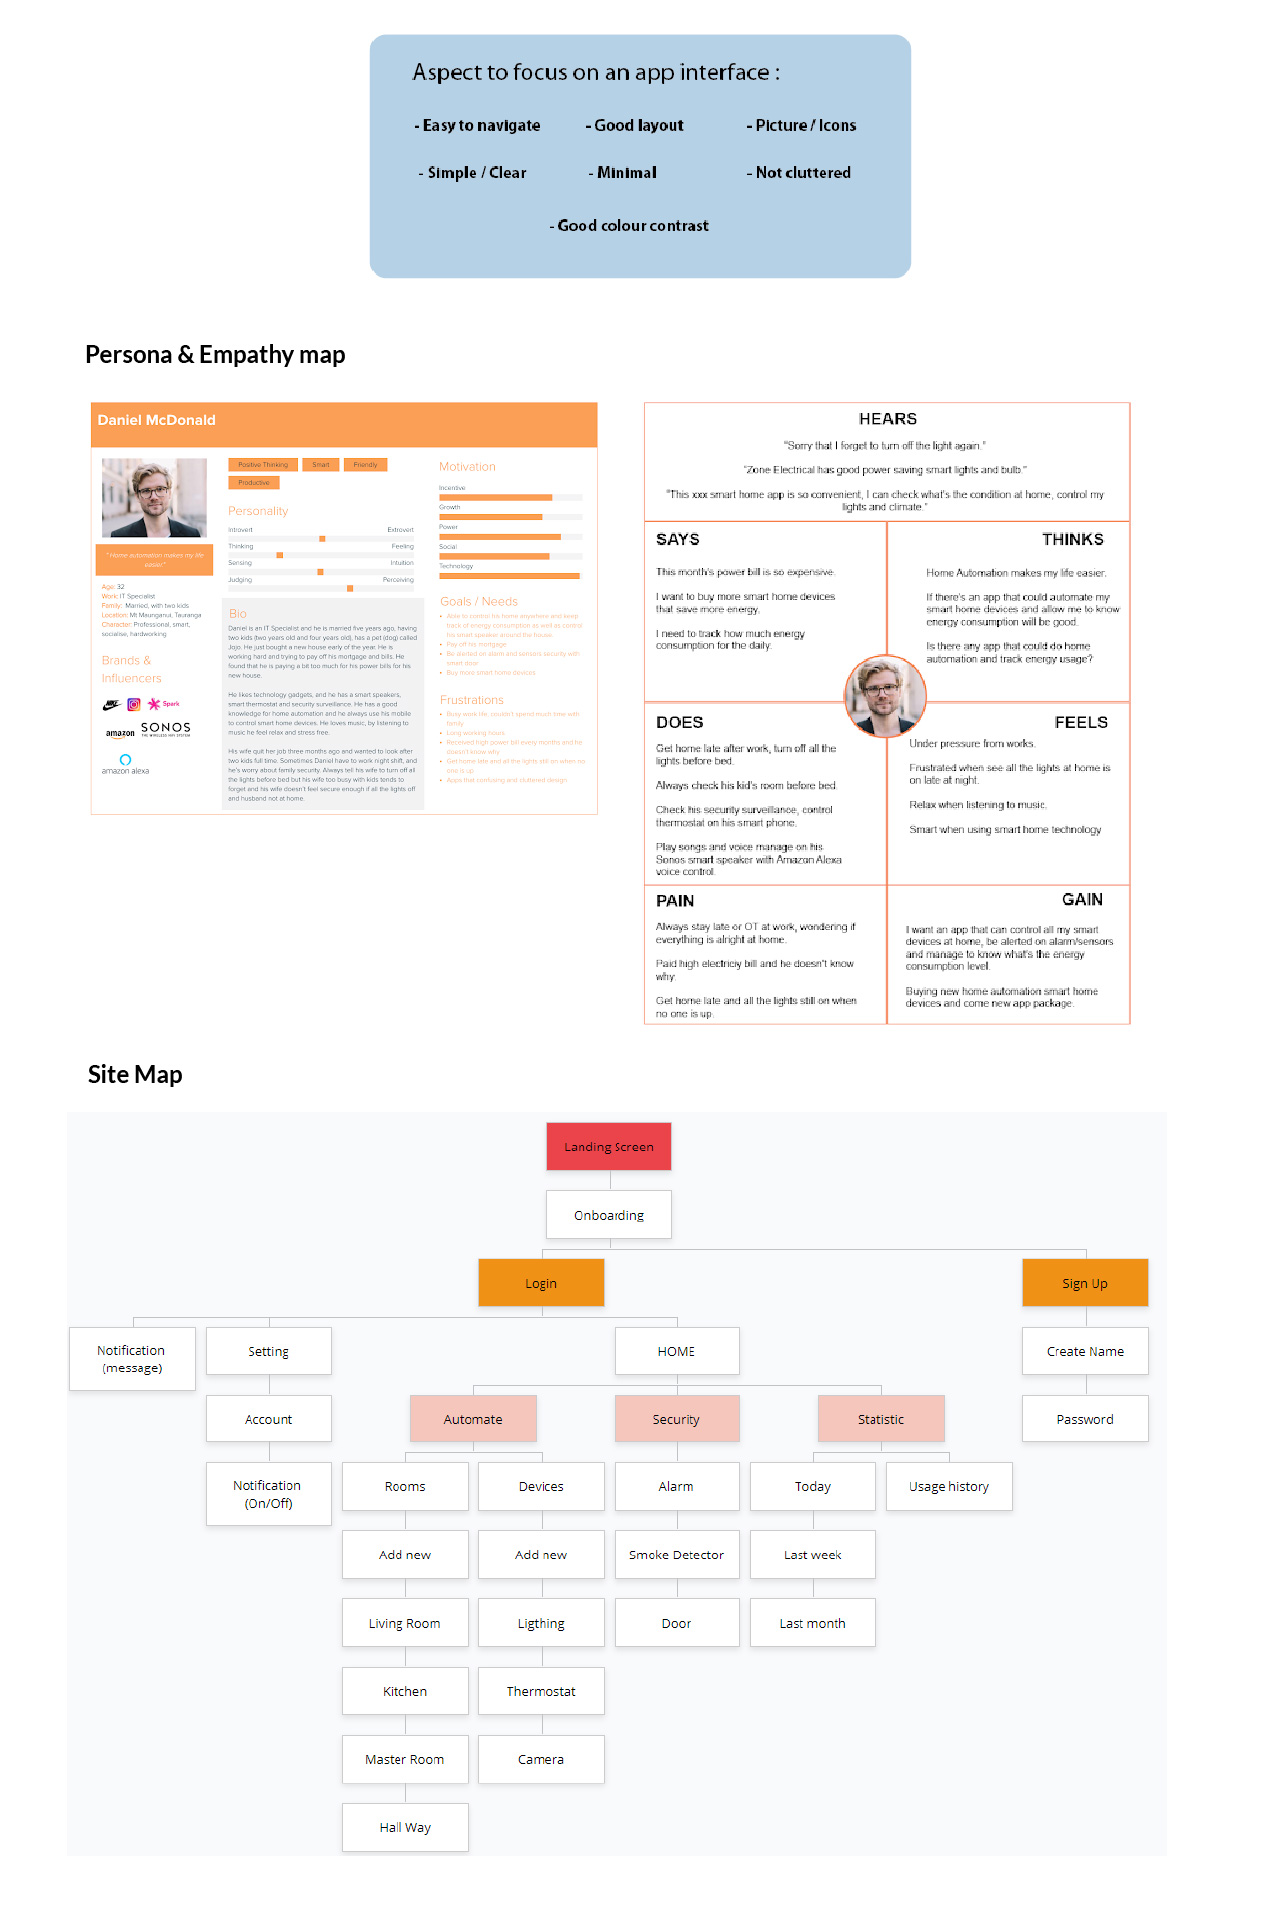 Aspect to focus on an app interface :
- Easy to navigate
- Good layout
- Picture / Icons
- Simple / Clear
- Minimal
- Not cluttered
- Good colour contrast
Persona & Empathy map
Daniel McDonald
" Home automation makes my life
easier."
Age: 32
Work: IT Specialist
Family: Married, with two kids
Location: Mt Maunganui, Tauranga
Character: Professional, smart,
socialise, hardworking
Brands &
Influencers
Spark
amazon
SONOS
THE WIRELESS HIFI SYSTEM
amazon alexa
Positive Thinking
Smart
Friendly
Productive
Personality
Introvert
Extrovert
Thinking
Feeling
Sensing
Intuition
Judging
Perceiving
Bio
Daniel is an IT Specialist and he is married five years ago, having
two kids (two years old and four years old), has a pet (dog) called
Jojo. He just bought a new house early of the year. He is
working hard and trying to pay off his mortgage and bills. He
found that he is paying a bit too much for his power bills for his
new house.
He likes technology gadgets, and he has a smart speakers,
smart thermostat and security surveillance. He has a good
knowledge for home automation and he always use his mobile
to control smart home devices. He loves music, by listening to
music he feel relax and stress free.
His wife quit her job three months ago and wanted to look after
two kids full time. Sometimes Daniel have to work night shift, and
he's worry about family security. Always tell his wife to turn off all
the lights before bed but his wife too busy with kids tends to
forget and his wife doesn't feel secure enough if all the lights off
and husband not at home.
Motivation
Incentive
Growth
Power
Social
Technology
Goals / Needs
• Able to control his home anywhere and keep
track of energy consumption as well as control
his smart speaker around the house.
• Pay off his mortgage
• Be alerted on alarm and sensors security with
smart door
• Buy more smart home devices
Frustrations
• Busy work life, couldn't spend much time with
family
• Long working hours
• Received high power bill every months and he
doesn't know why
• Get home late and all the lights still on when no
one is up
• Apps that confusing and cluttered design
HEARS
"Sorry that I forget to turn off the light again."
"Zone Electrical has good power saving smart lights and bulb."
"This xxx smart home app is so convenient, I can check what's the condition at home, control my
lights and climate."
SAYS
This month's power bill is so expensive.
I want to buy more smart home devices
that save more energy.
I need to track how much energy
consumption for the daily.
THINKS
Home Automation makes my life easier.
If there's an app that could automate my
smart home devices and allow me to know
energy consumption will be good.
Is there any app that could do home
automation and track energy usage?
DOES
Get home late after work, turn off all the
lights before bed.
Always check his kid's room before bed.
Check his security surveillance, control
thermostat on his smart phone.
Play songs and voice manage on his
Sonos smart speaker with Amazon Alexa
voice control.
FEELS
Under pressure from works.
Frustrated when see all the lights at home is
on late at night.
Relax when listening to music.
Smart when using smart home technology
PAIN
Always stay late or OT at work, wondering if
everything is alright at home.
Paid high electriciy bill and he doesn't know
why.
Get home late and all the lights still on when
no one is up.
GAIN
I want an app that can control all my smart
devices at home, be alerted on alarm/sensors
and manage to know what's the energy
consumption level.
Buying new home automation smart home
devices and come new app package.
Site Map
Landing Screen
Onboarding
Login
Sign Up
Notification
(message)
Setting
HOME
Create Name
Account
Automate
Security
Statistic
Password
Notification
(On/Off)
Rooms
Devices
Alarm
Today
Usage history
Add new
Add new
Smoke Detector
Last week
Living Room
Ligthing
Door
Last month
Kitchen
Thermostat
Master Room
Camera
Hall Way